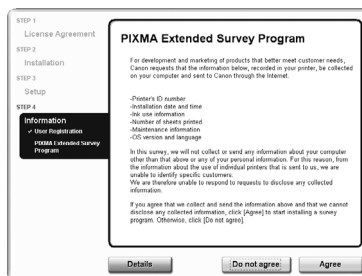 STEP 1
License Agreement
STEP 2
Installation
STEP 3
Setup
STEP 4
Information
✓ User Registration
PIXMA Extended Survey
Program
PIXMA Extended Survey Program
For development and marketing of products that better meet customer needs,
Canon requests that the information below, recorded in your printer, be collected
on your computer and sent to Canon through the Internet.
-Printer's ID number
-Installation date and time
-Ink use information
-Number of sheets printed
-Maintenance information
-OS version and language
In this survey, we will not collect or send any information about your computer
other than that above or any of your personal information. For this reason, from
the information about the use of individual printers that is sent to us, we are
unable to identify specific customers.
We are therefore unable to respond to requests to disclose any collected
information.
If you agree that we collect and send the information above and that we cannot
disclose any collected information, click [Agree] to start installing a survey
program. Otherwise, click [Do not agree].
Details
Do not agree
Agree